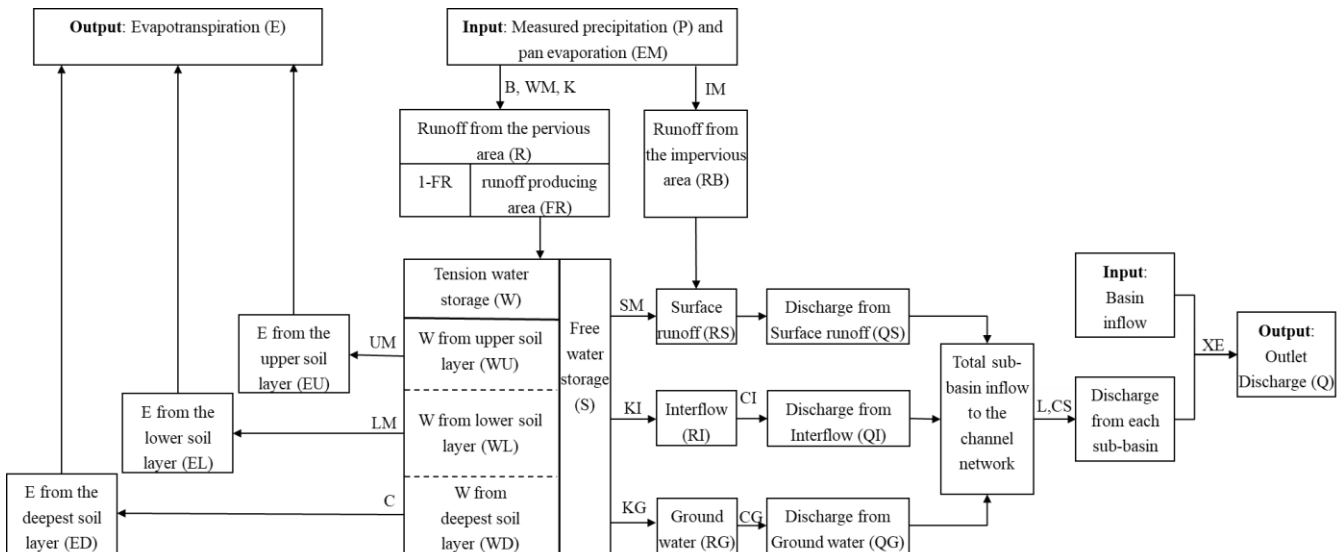 Output: Evapotranspiration (E)
Input: Measured precipitation (P) and
pan evaporation (EM)
B, WM, K
IM
Runoff from the pervious
area (R)
1-FR
runoff producing
area (FR)
Runoff from
the impervious
area (RB)
Tension water
storage (W)
Free
water
storage
(S)
W from upper soil
layer (WU)
W from lower soil
layer (WL)
W from
deepest soil
layer (WD)
UM
LM
C
E from the
upper soil
layer (EU)
E from the
lower soil
layer (EL)
E from the
deepest soil
layer (ED)
SM
Surface
runoff (RS)
Discharge from
Surface runoff (QS)
KI
Interflow
(RI)
CI
Discharge from
Interflow (QI)
KG
Ground
water (RG)
CG
Discharge from
Ground water (QG)
Total sub-
basin inflow
to the
channel
network
L,CS
Input:
Basin
inflow
Discharge
from each
sub-basin
XE
Output:
Outlet
Discharge (Q)